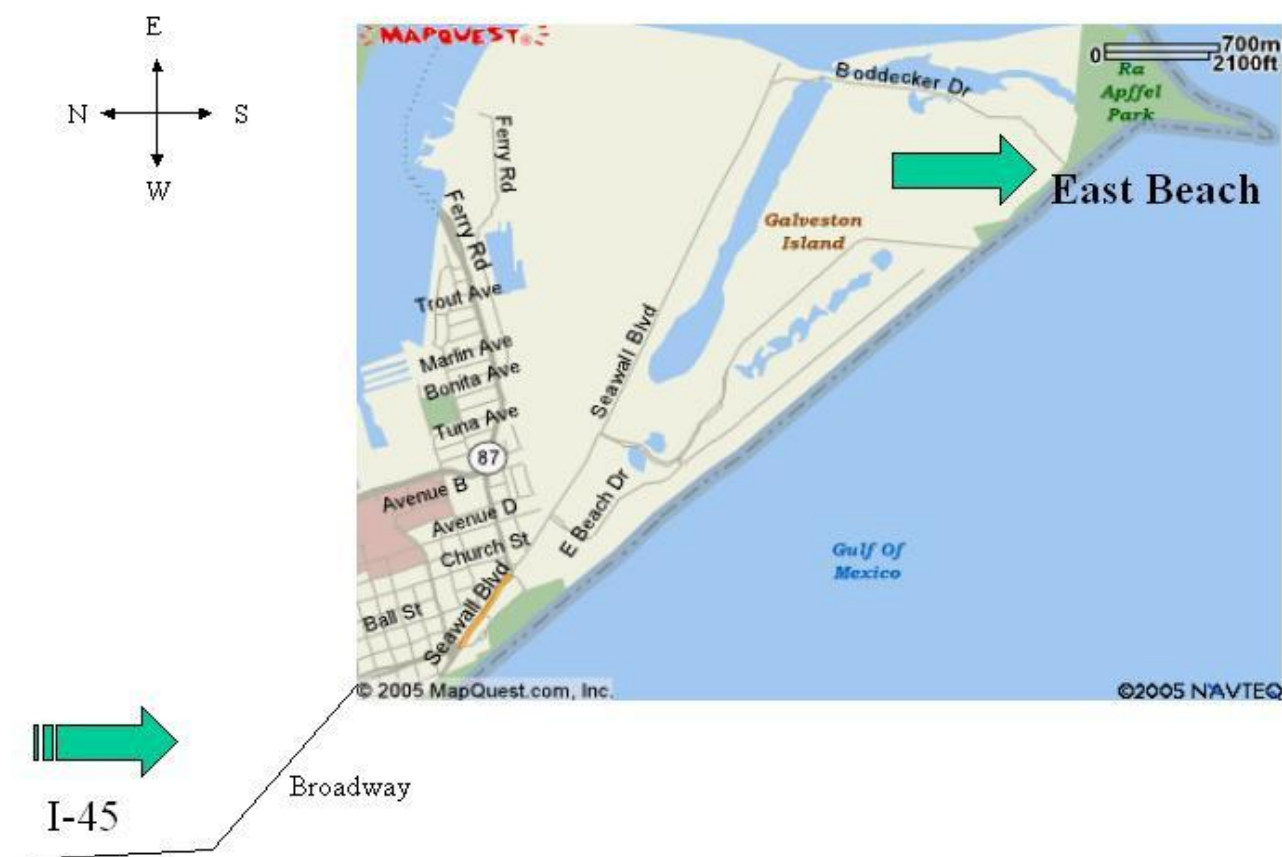 E
N
S
W
MAPQUEST
0
700m
2100ft
Boddecker Dr
Ra
Apffel
Park
East Beach
Ferry Rd
Ferry Rd
Galveston
Island
Trout Ave
Marlin Ave
Bonita Ave
Tuna Ave
Seawall Blvd
87
Avenue B
Avenue D
Church St
E Beach Dr
Gulf Of
Mexico
Ball St
Seawall Blvd
© 2005 MapQuest.com, Inc.
©2005 NAVTEQ
Broadway
I-45